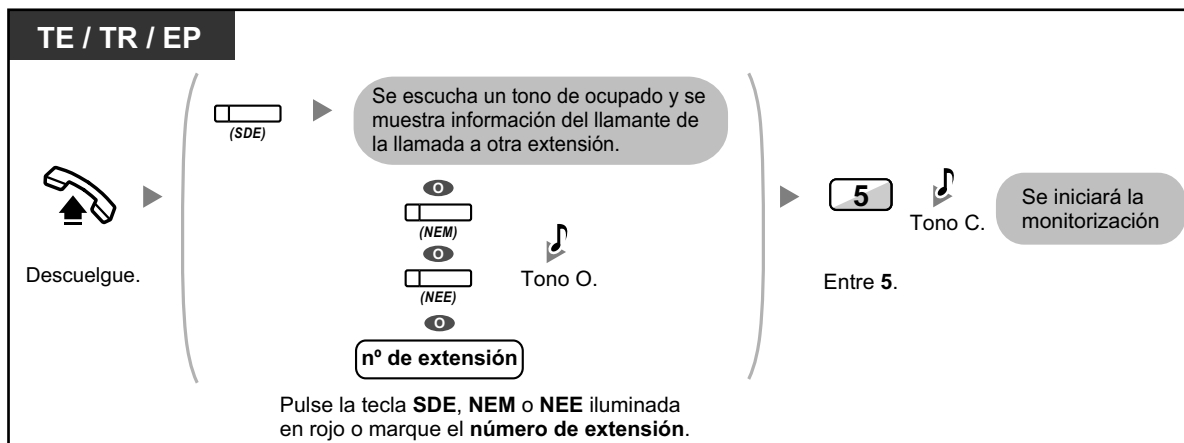 TE / TR / EP
Descuelgue.
(SDE)
Se escucha un tono de ocupado y se
muestra información del llamante de
la llamada a otra extensión.
O
(NEM)
O
(NEE)
O
nº de extensión
Tono O.
Pulse la tecla SDE, NEM o NEE iluminada
en rojo o marque el número de extensión.
5
Entre 5.
Tono C.
Se iniciará la
monitorización